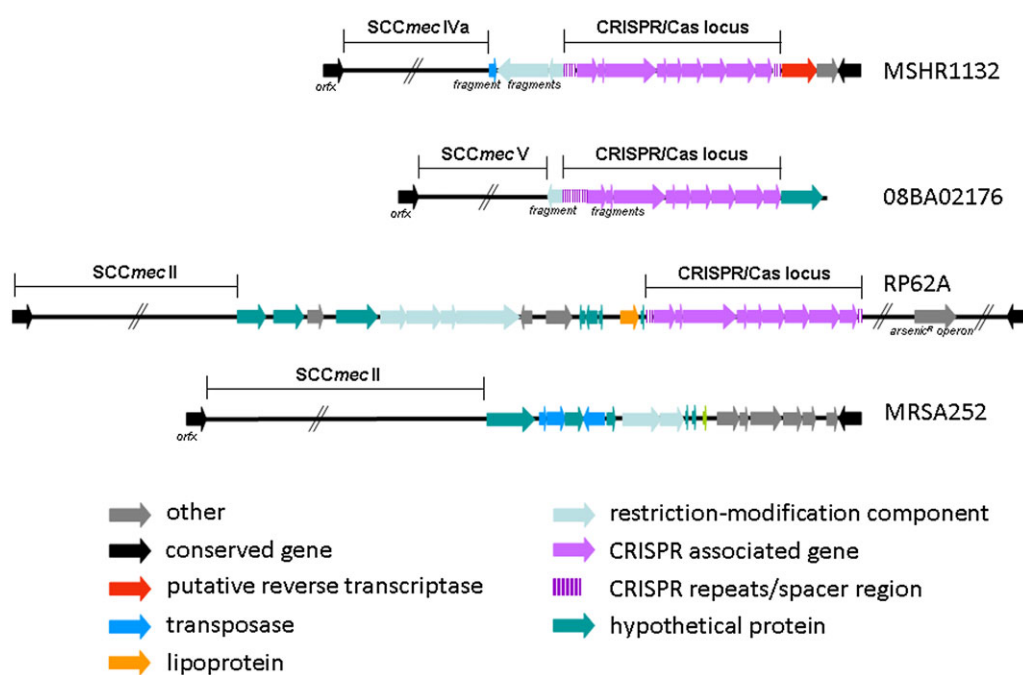 SCCmec IVa CRISPR/Cas locus
MSHR1132
orfx fragment fragments
SCCmec V CRISPR/Cas locus
08BA02176
orfx fragment fragments
SCCmec II CRISPR/Cas locus
RP62A
arsenicR operon
SCCmec II
MRSA252
orfx
other restriction-modification component
conserved gene CRISPR associated gene
putative reverse transcriptase CRISPR repeats/spacer region
transposase hypothetical protein
lipoprotein